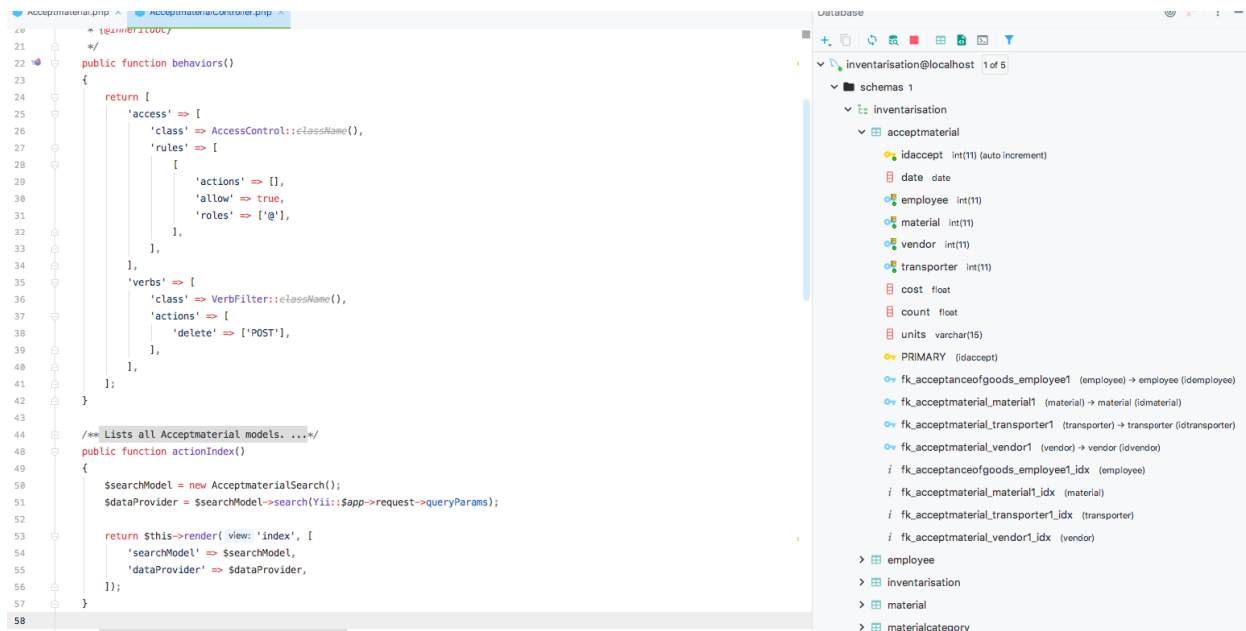 Acceptmaterial.php × AcceptmaterialController.php ×
20 * {@inheritdoc}
21 */
22 public function behaviors()
23 {
24 return [
25 'access' => [
26 'class' => AccessControl::className(),
27 'rules' => [
28 [
29 'actions' => [],
30 'allow' => true,
31 'roles' => ['@'],
32 ],
33 ],
34 ],
35 'verbs' => [
36 'class' => VerbFilter::className(),
37 'actions' => [
38 'delete' => ['POST'],
39 ],
40 ],
41 ];
42 }
43
44 /** Lists all Acceptmaterial models. ...*/
48 public function actionIndex()
49 {
50 $searchModel = new AcceptmaterialSearch();
51 $dataProvider = $searchModel->search(Yii::$app->request->queryParams);
52
53 return $this->render( view: 'index', [
54 'searchModel' => $searchModel,
55 'dataProvider' => $dataProvider,
56 ]);
57 }
58
Database
inventarisation@localhost 1 of 5
schemas 1
inventarisation
acceptmaterial
idaccept int(11) (auto increment)
date date
employee int(11)
material int(11)
vendor int(11)
transporter int(11)
cost float
count float
units varchar(15)
PRIMARY (idaccept)
fk_acceptanceofgoods_employee1 (employee) → employee (idemployee)
fk_acceptmaterial_material1 (material) → material (idmaterial)
fk_acceptmaterial_transporter1 (transporter) → transporter (idtransporter)
fk_acceptmaterial_vendor1 (vendor) → vendor (idvendor)
i fk_acceptanceofgoods_employee1_idx (employee)
i fk_acceptmaterial_material1_idx (material)
i fk_acceptmaterial_transporter1_idx (transporter)
i fk_acceptmaterial_vendor1_idx (vendor)
employee
inventarisation
material
materialcategory